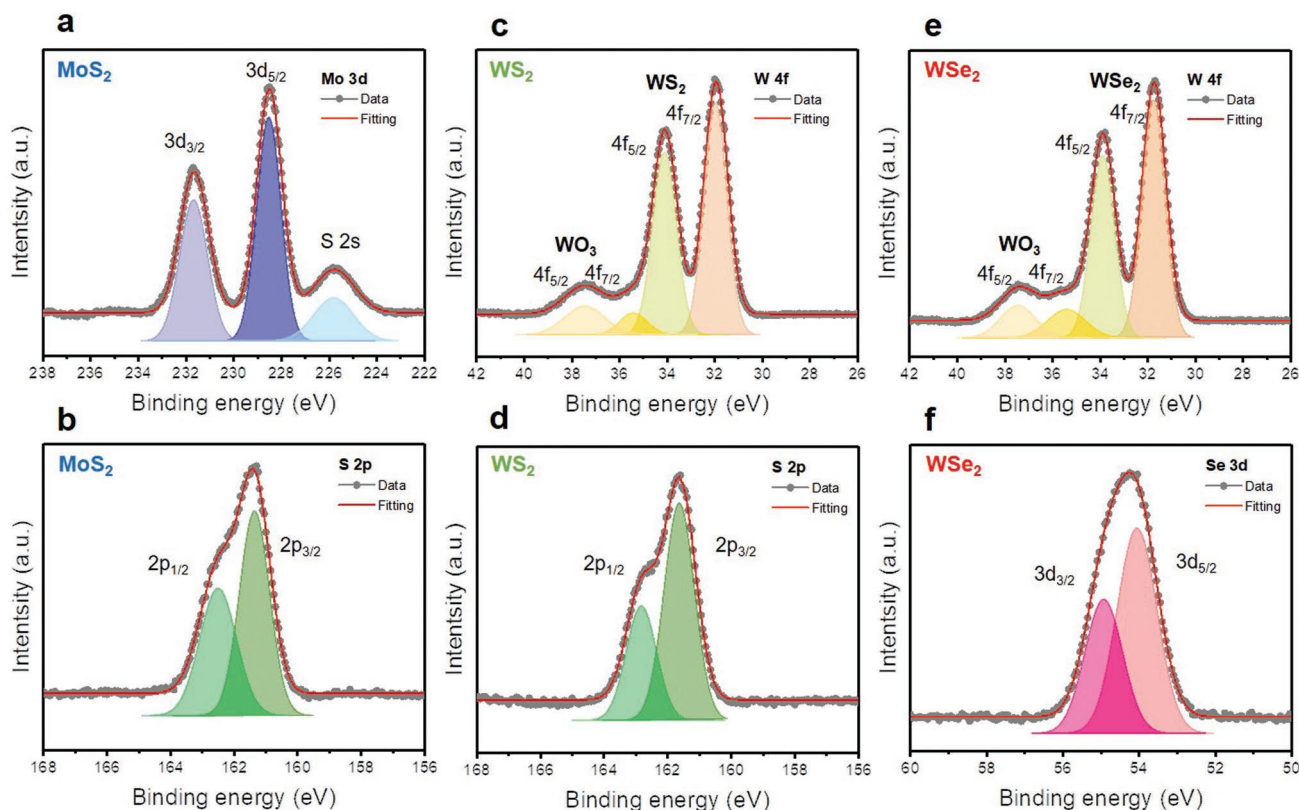 a
MoS₂
Mo 3d
Data
Fitting
3d₃/₂
3d₅/₂
S 2s
Intentsity (a.u.)
238 236 234 232 230 228 226 224 222
Binding energy (eV)
c
WS₂
W 4f
Data
Fitting
WS₂
4f₇/₂
4f₅/₂
WO₃
4f₅/₂
4f₇/₂
Intentsity (a.u.)
42 40 38 36 34 32 30 28 26
Binding energy (eV)
e
WSe₂
W 4f
Data
Fitting
WSe₂
4f₇/₂
4f₅/₂
WO₃
4f₅/₂
4f₇/₂
Intentsity (a.u.)
42 40 38 36 34 32 30 28 26
Binding energy (eV)
b
MoS₂
S 2p
Data
Fitting
2p₁/₂
2p₃/₂
Intentsity (a.u.)
168 166 164 162 160 158 156
Binding energy (eV)
d
WS₂
S 2p
Data
Fitting
2p₁/₂
2p₃/₂
Intentsity (a.u.)
168 166 164 162 160 158 156
Binding energy (eV)
f
WSe₂
Se 3d
Data
Fitting
3d₃/₂
3d₅/₂
Intentsity (a.u.)
60 58 56 54 52 50
Binding energy (eV)